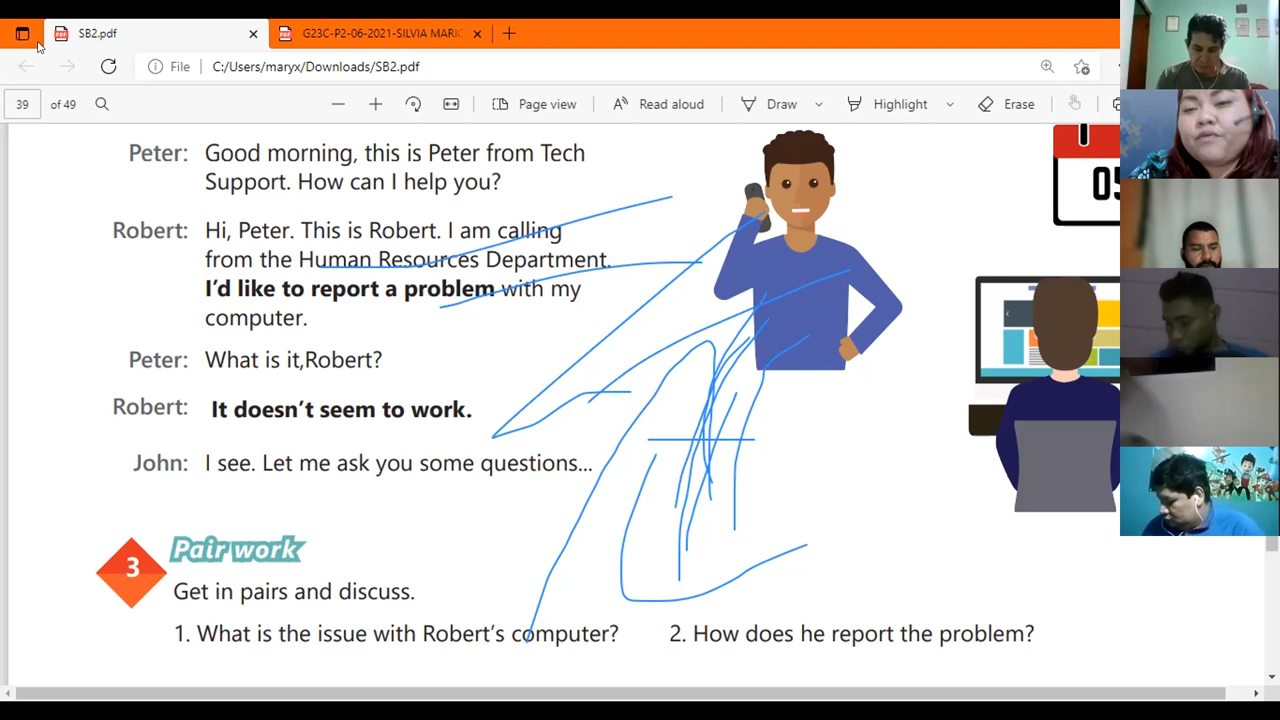 SB2.pdf
G23C-P2-06-2021-SILVIA MARIC
File C:/Users/maryx/Downloads/SB2.pdf
39 of 49 Page view Read aloud Draw Highlight Erase
Peter: Good morning, this is Peter from Tech
Support. How can I help you?
Robert: Hi, Peter. This is Robert. I am calling
from the Human Resources Department.
I'd like to report a problem with my
computer.
Peter: What is it,Robert?
Robert: It doesn't seem to work.
John: I see. Let me ask you some questions...
3 Pair work
Get in pairs and discuss.
1. What is the issue with Robert's computer? 2. How does he report the problem?